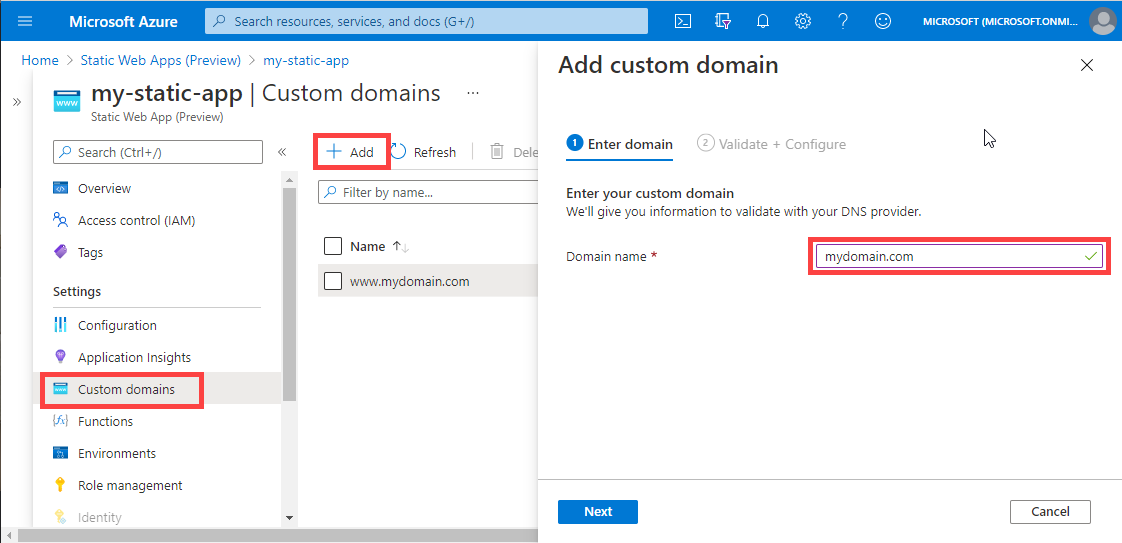 Microsoft Azure
Search resources, services, and docs (G+/)
MICROSOFT (MICROSOFT.ONMI...
Home > Static Web Apps (Preview) > my-static-app
my-static-app | Custom domains ...
Static Web App (Preview)
Search (Ctrl+/)
Overview
Access control (IAM)
Tags
Settings
Configuration
Application Insights
Custom domains
Functions
Environments
Role management
Identity
Add
Refresh
Dele
Filter by name...
Name
www.mydomain.com
Add custom domain
1 Enter domain
2 Validate + Configure
Enter your custom domain
We'll give you information to validate with your DNS provider.
Domain name *
mydomain.com
Next
Cancel